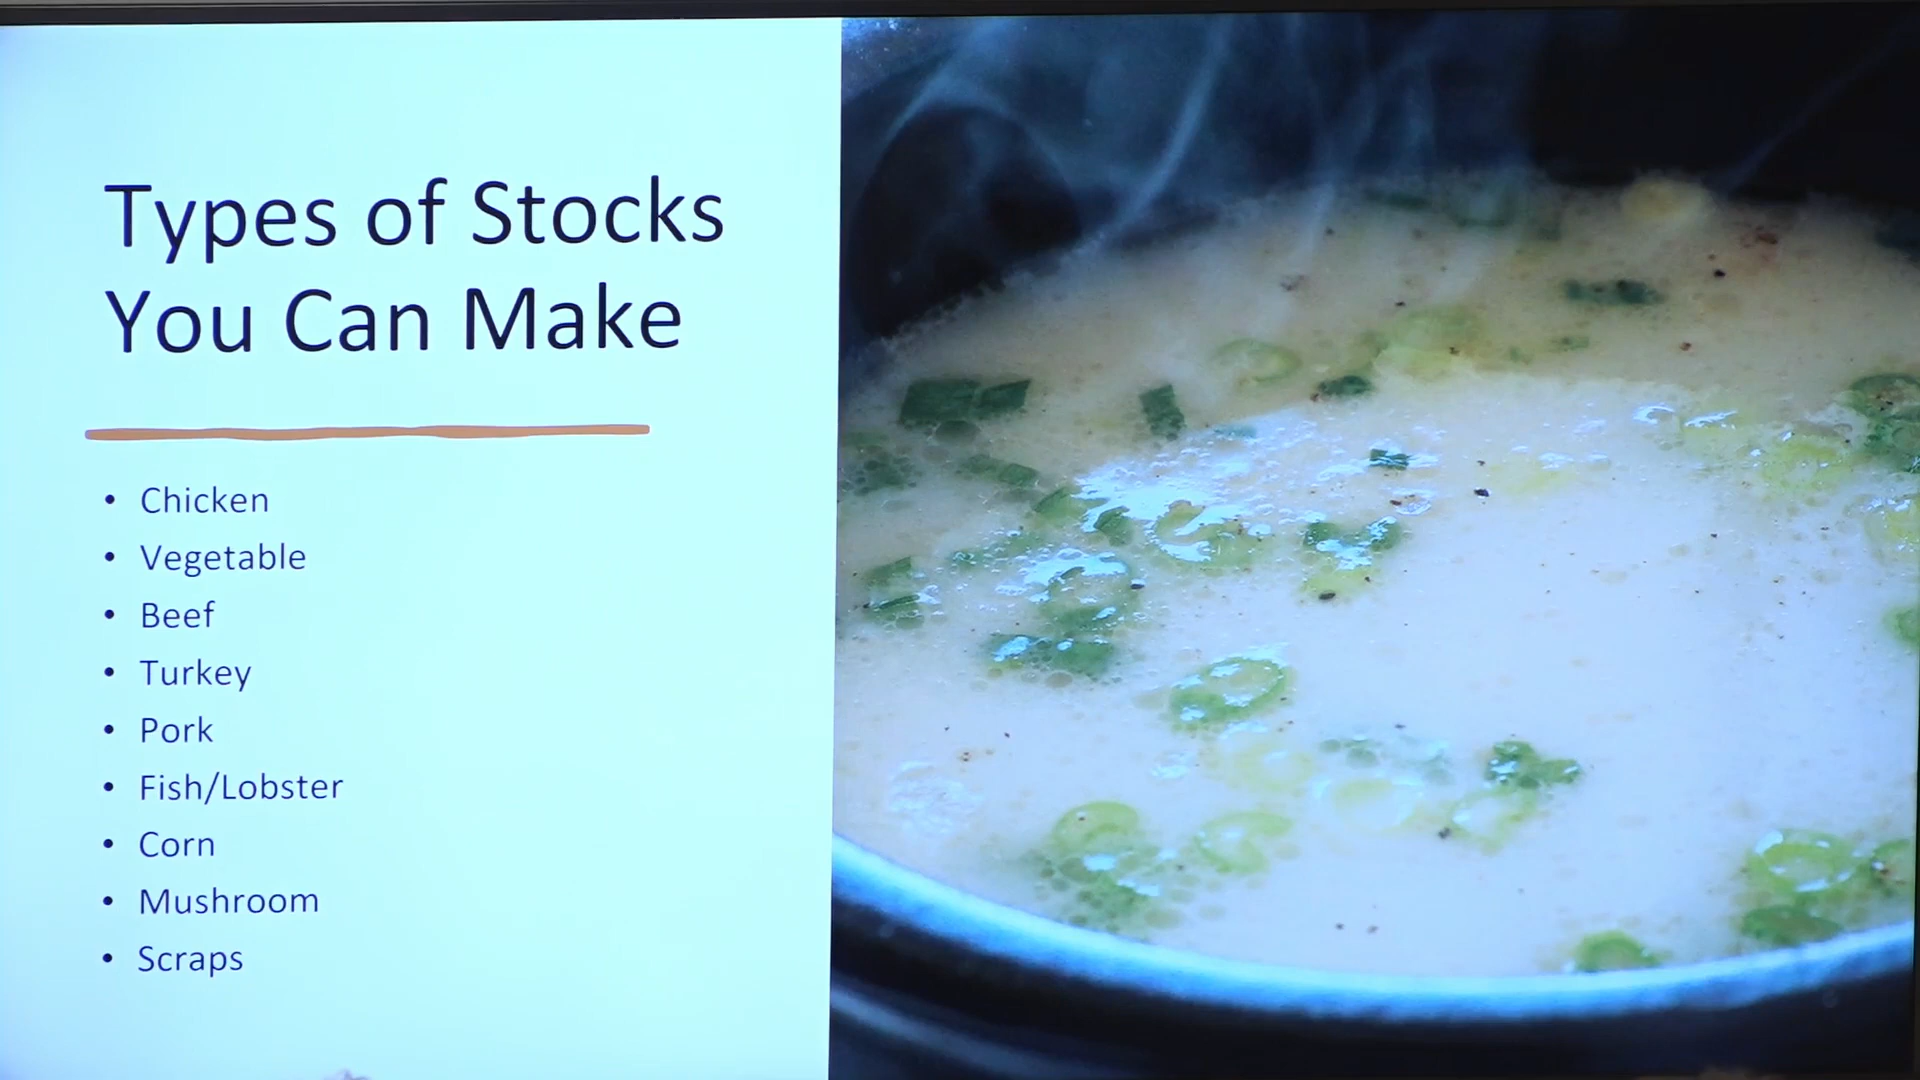 Types of Stocks
You Can Make
• Chicken
• Vegetable
• Beef
• Turkey
• Pork
• Fish/Lobster
• Corn
• Mushroom
• Scraps